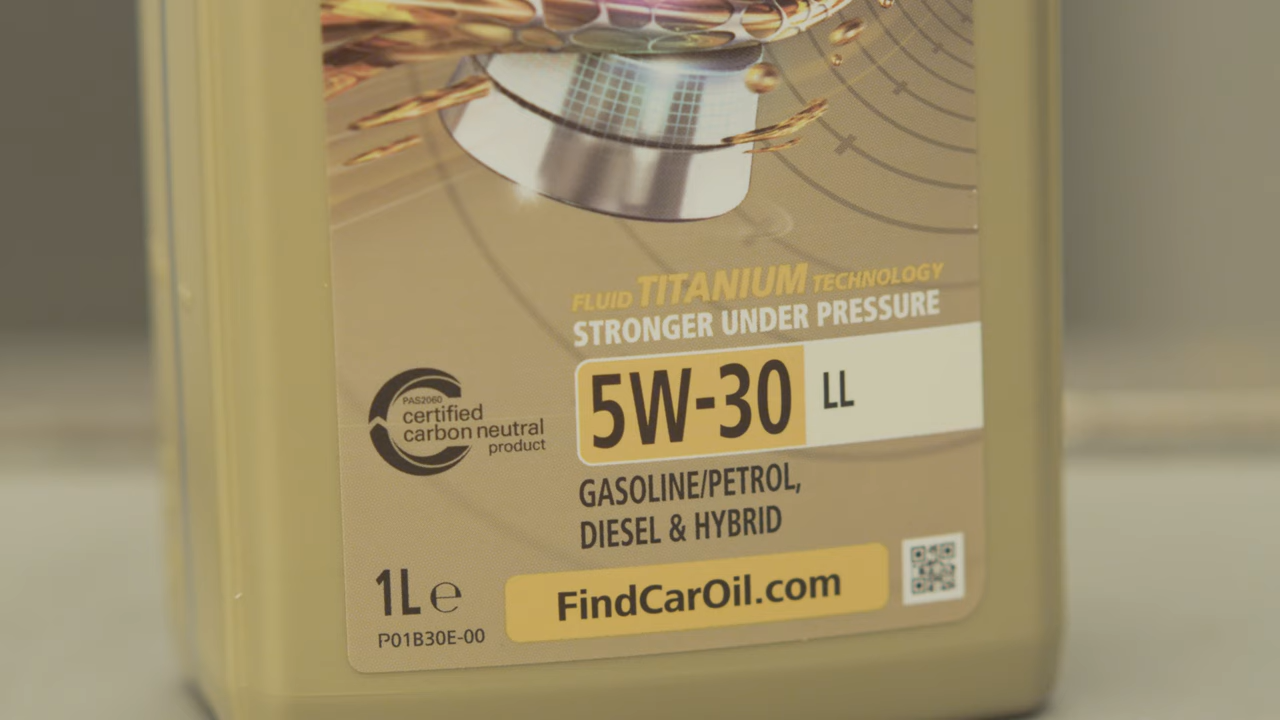 FLUID TITANIUM TECHNOLOGY
STRONGER UNDER PRESSURE
5W-30 LL
PAS2060
certified
carbon neutral
product
GASOLINE/PETROL,
DIESEL & HYBRID
1L ℮
FindCarOil.com
P01B30E-00